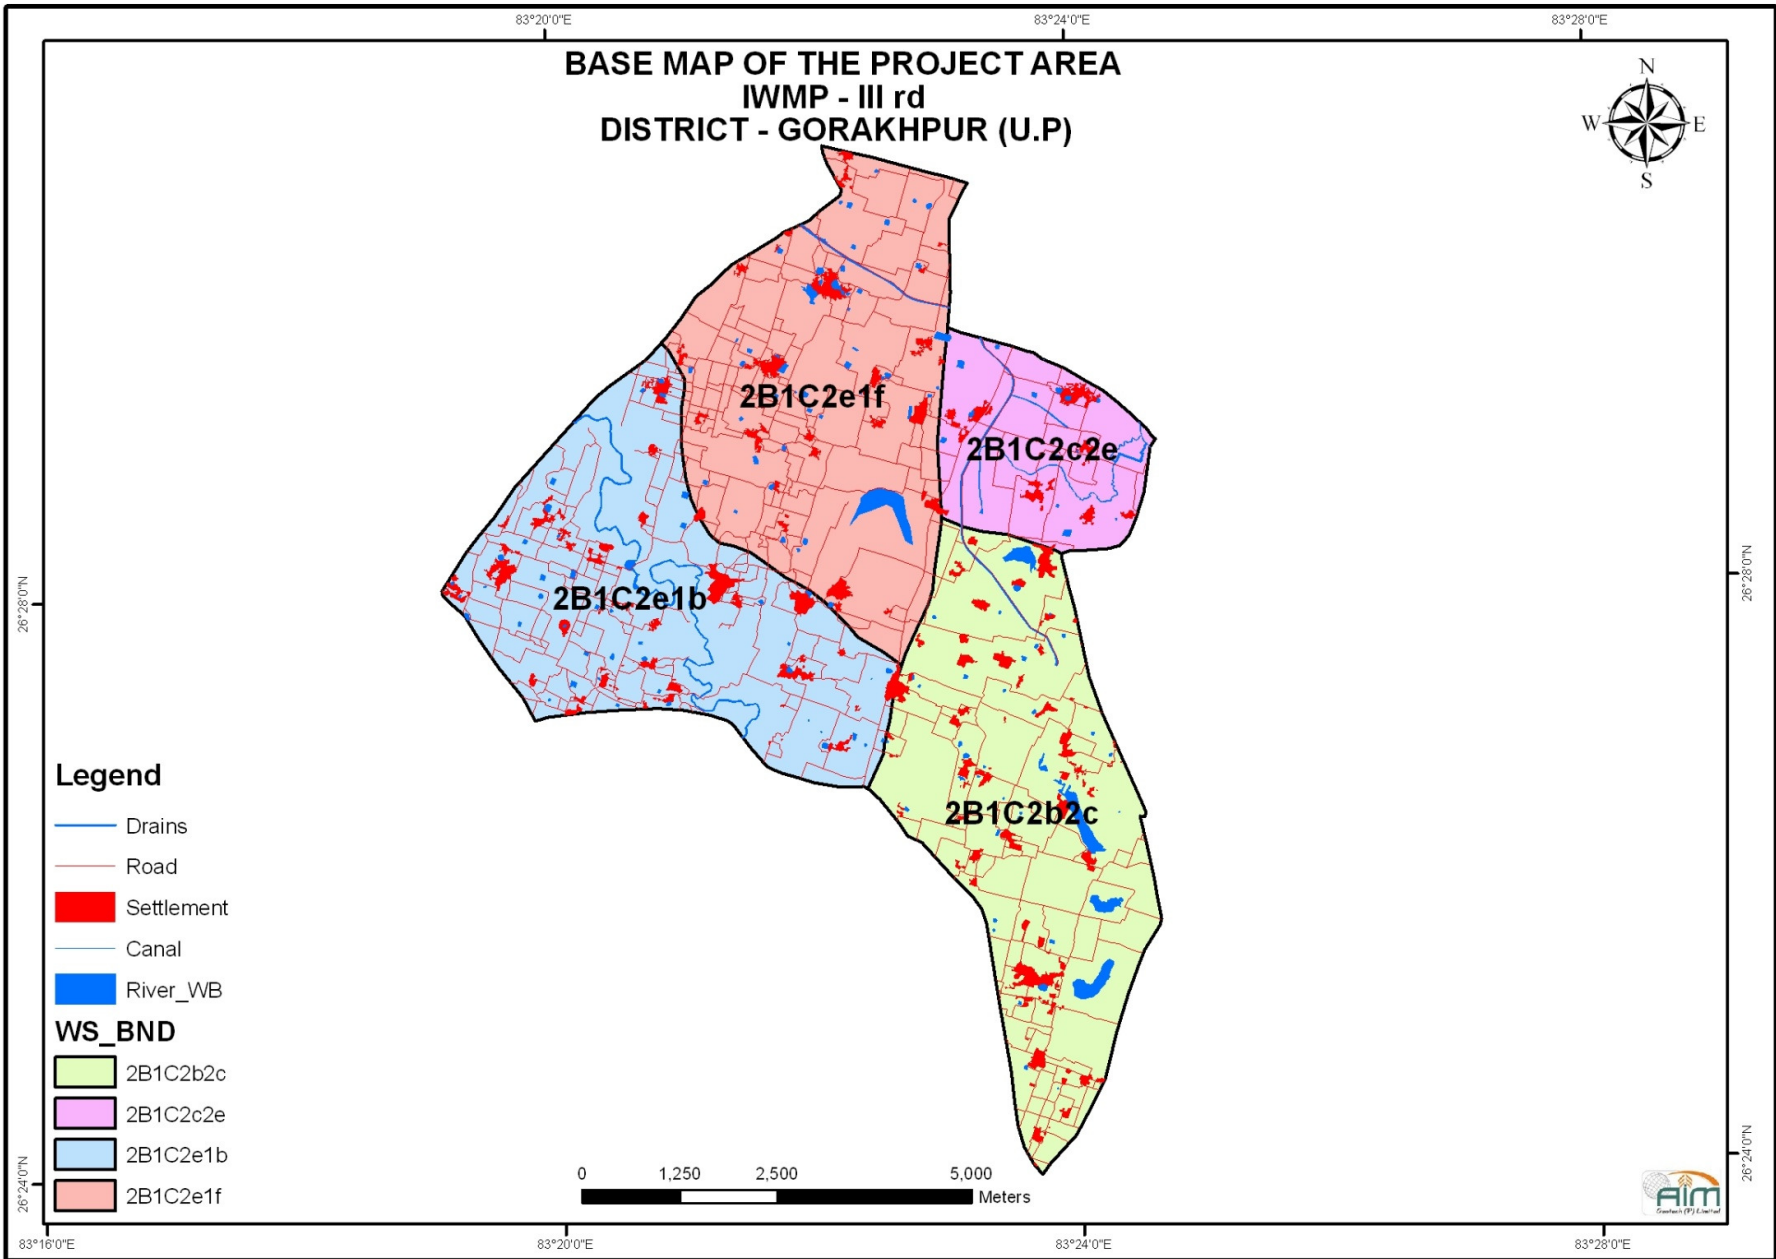 83°20'0"E 83°24'0"E 83°28'0"E
BASE MAP OF THE PROJECT AREA
IWMP - III rd
DISTRICT - GORAKHPUR (U.P)
N
W E
S
2B1C2e1f
2B1C2c2e
26°28'0"N
26°28'0"N
2B1C2e1b
2B1C2b2c
Legend
Drains
Road
Settlement
Canal
River_WB
WS_BND
2B1C2b2c
2B1C2c2e
2B1C2e1b
2B1C2e1f
26°24'0"N
26°24'0"N
0 1,250 2,500 5,000
Meters
AIM
Geotech (P) Limited
83°16'0"E 83°20'0"E 83°24'0"E 83°28'0"E